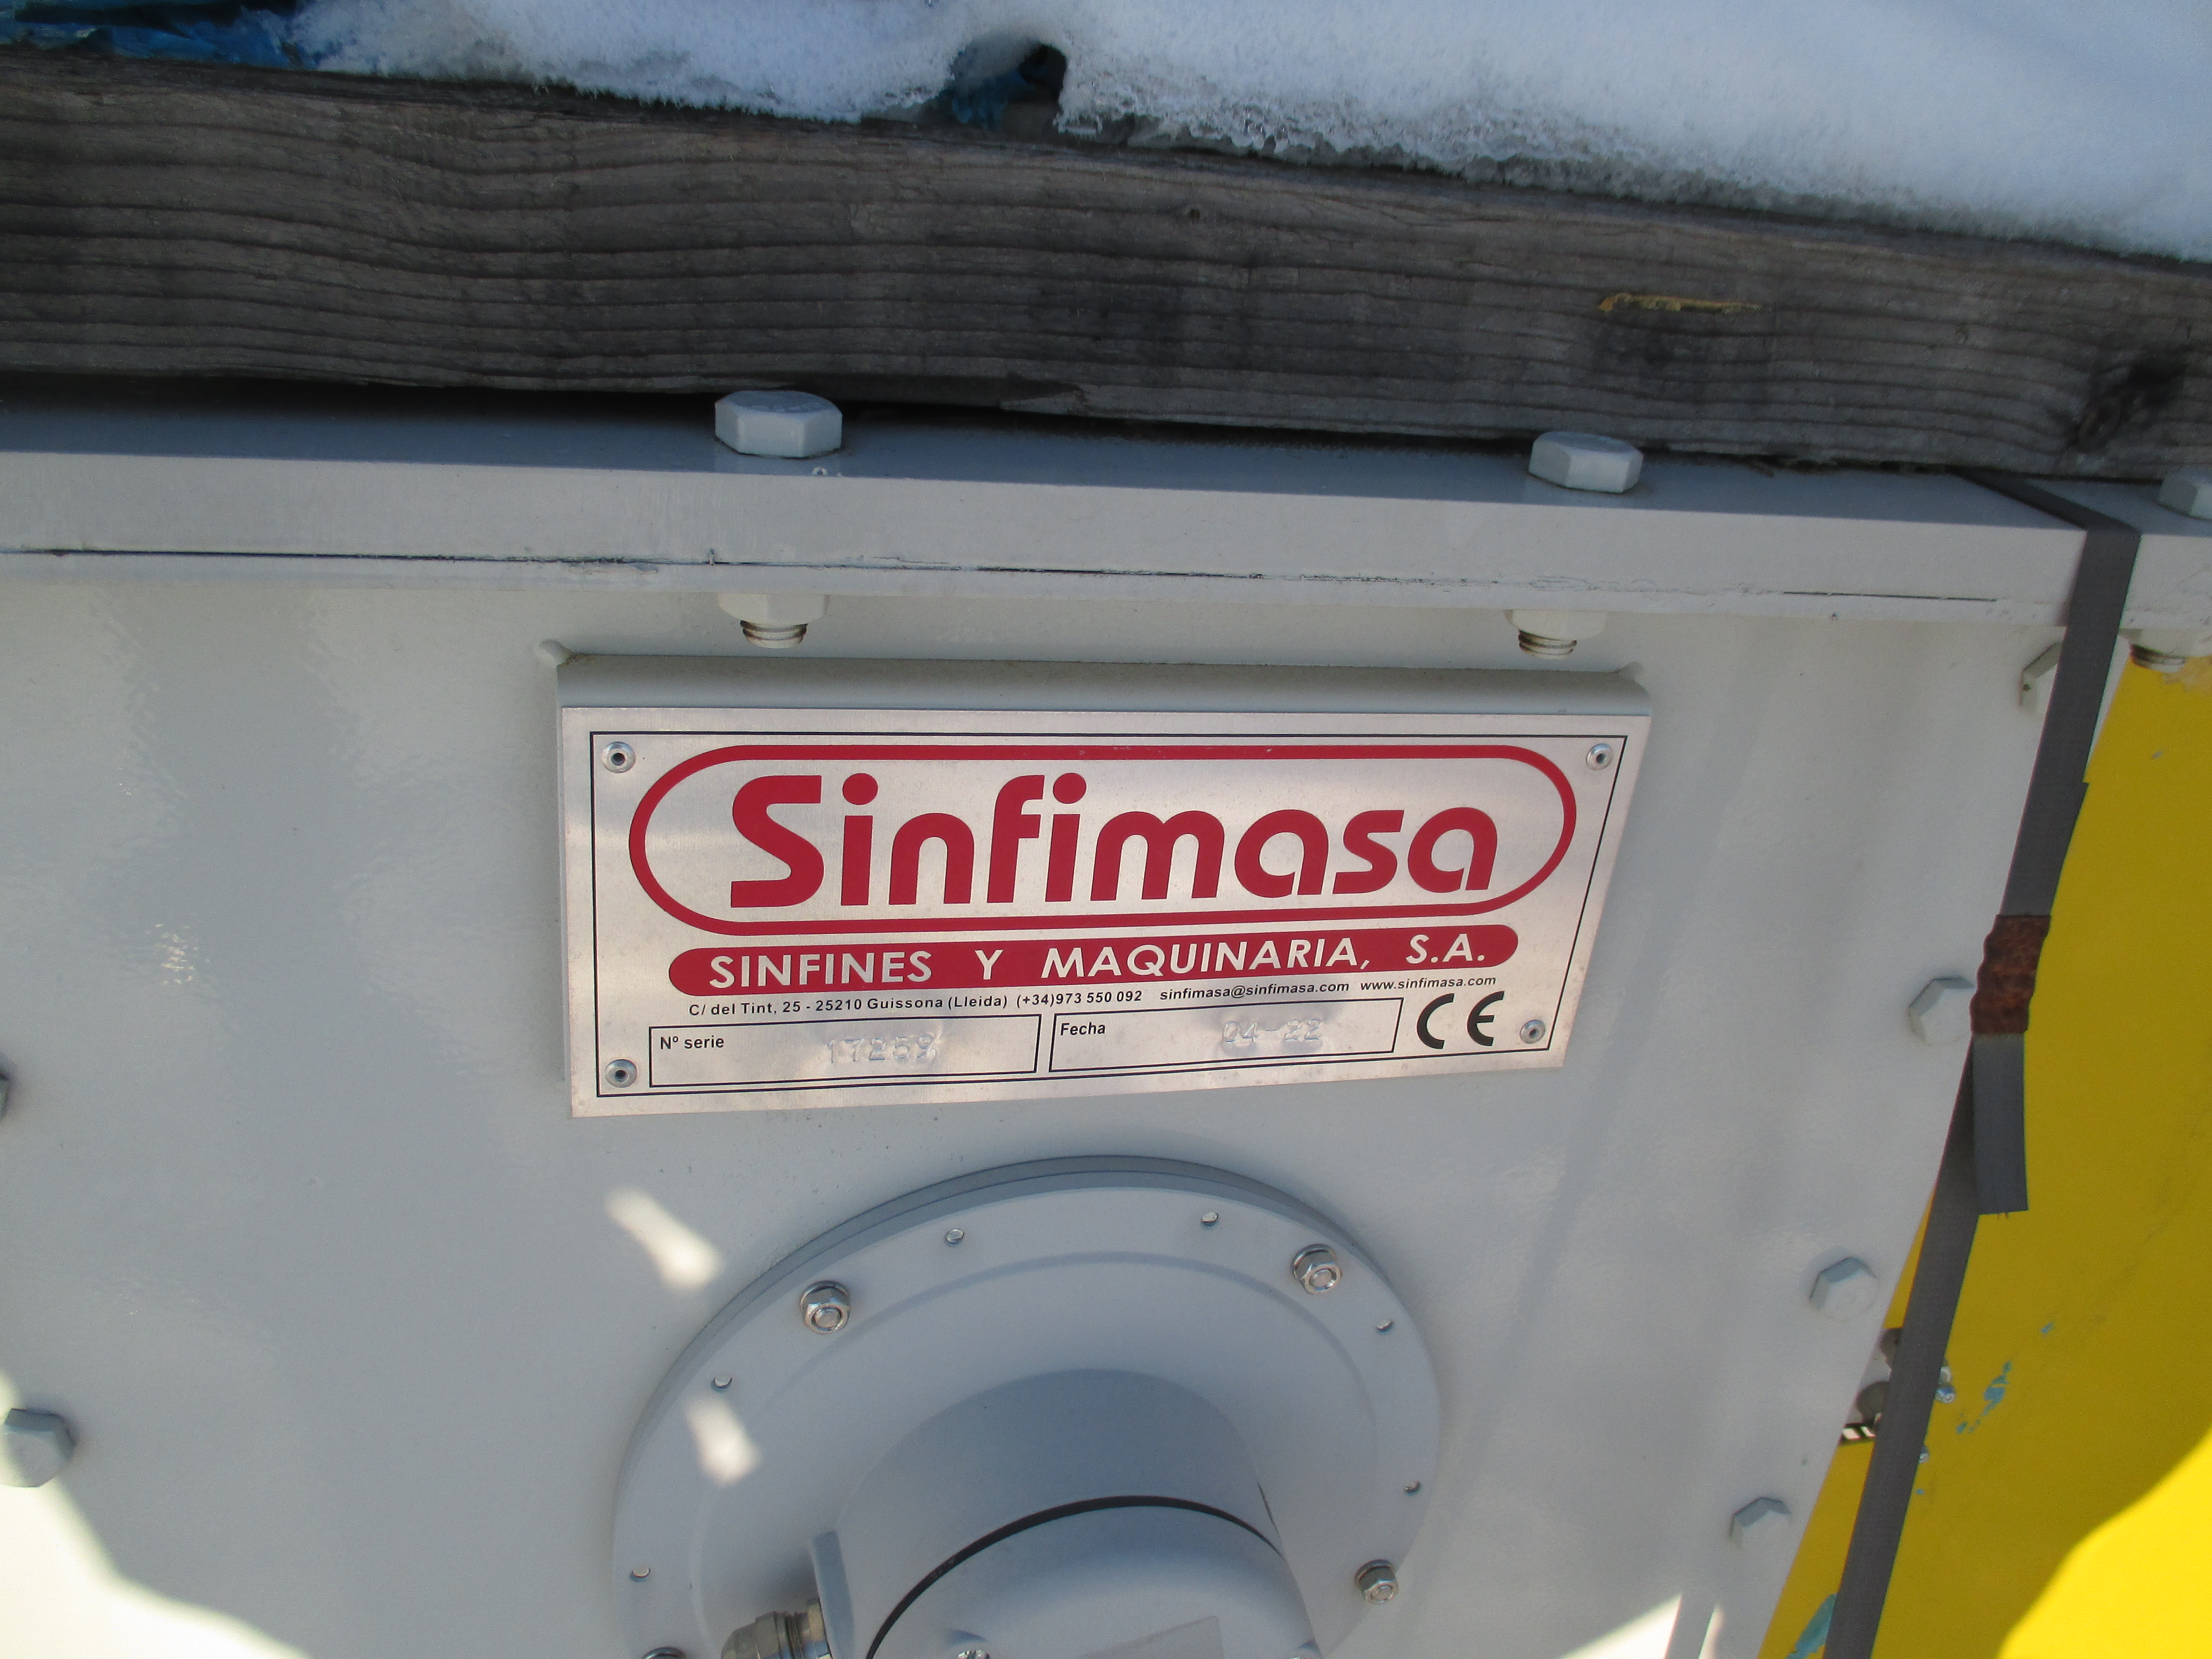 Sinfimasa
SINFINES Y MAQUINARIA, S.A.
C/ del Tint, 25 - 25210 Guissona (Lleida) (+34)973 550 092 sinfimasa@sinfimasa.com www.sinfimasa.com
Nº serie 17259 Fecha 04-22 CE